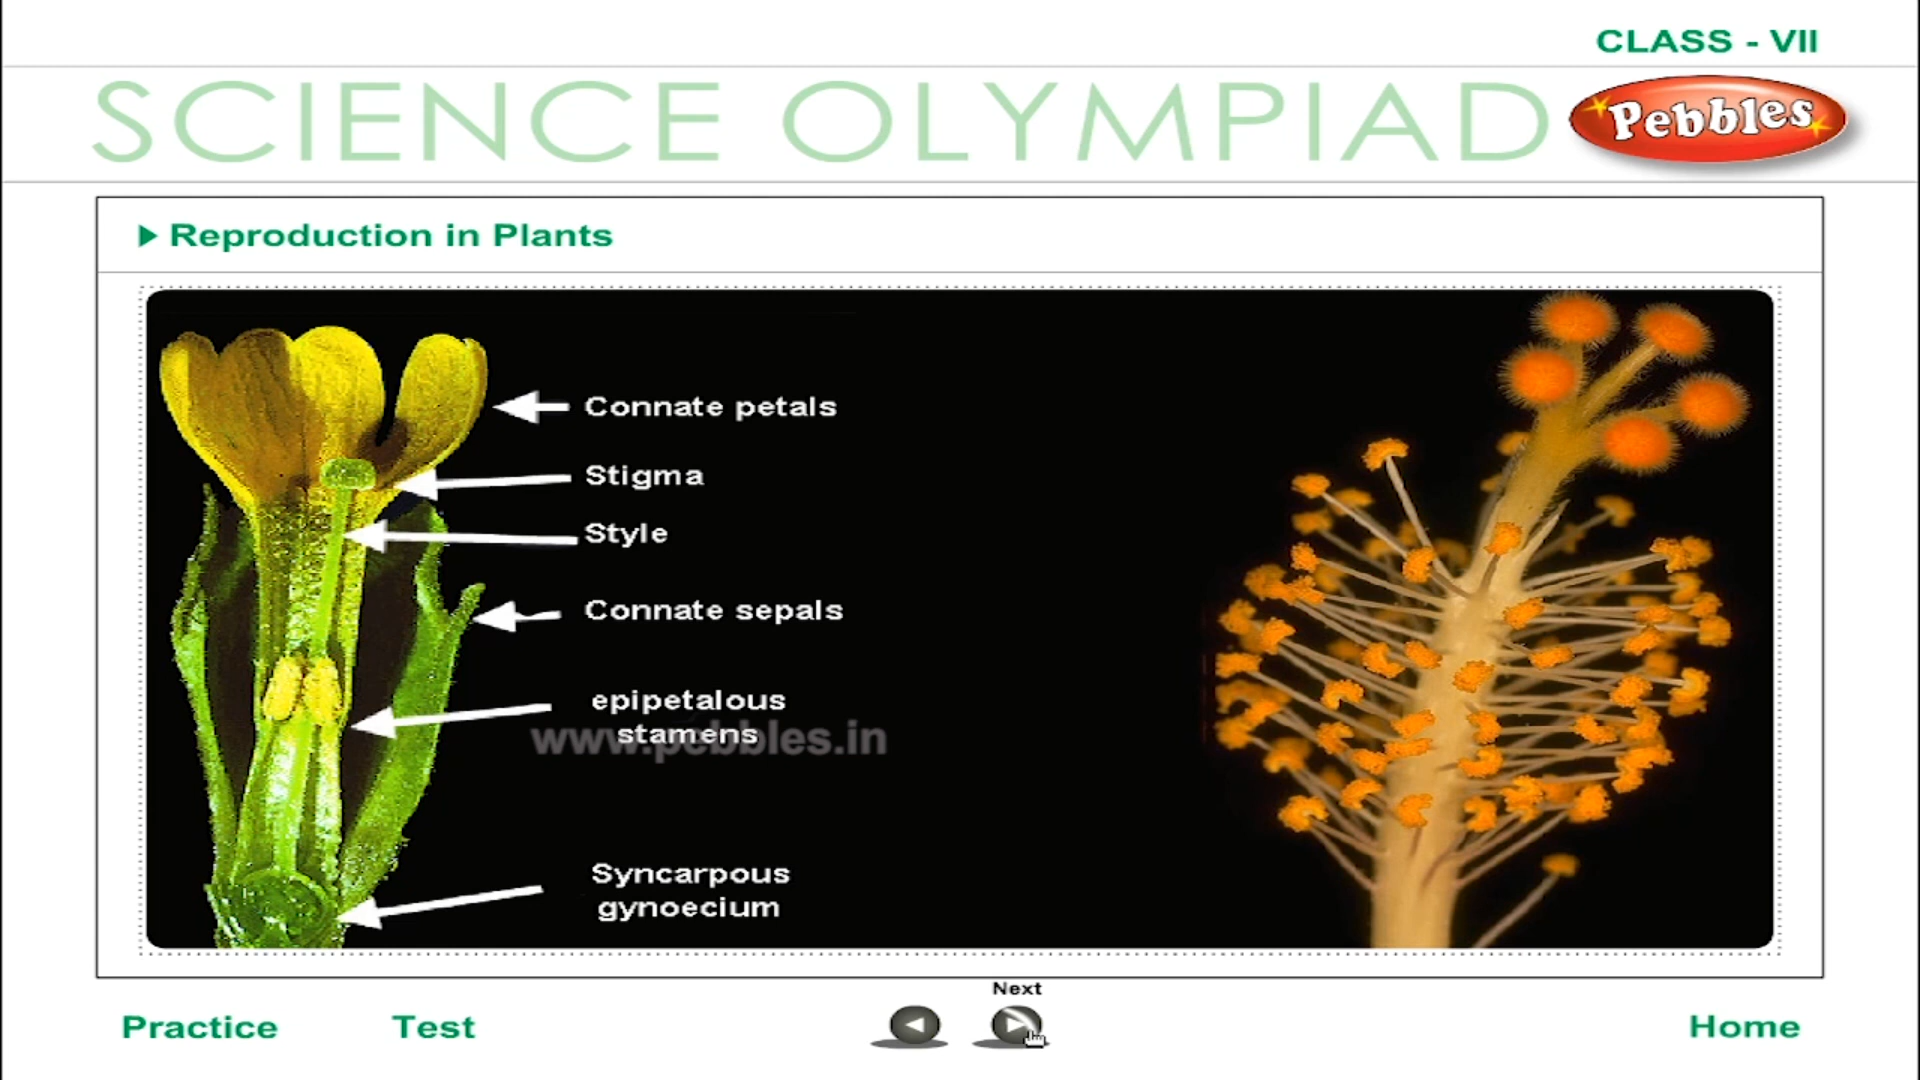 CLASS - VII
SCIENCE OLYMPIAD
Pebbles
Reproduction in Plants
Connate petals
Stigma
Style
Connate sepals
epipetalous
stamens
www.pebbles.in
Syncarpous
gynoecium
Next
Practice
Test
Home